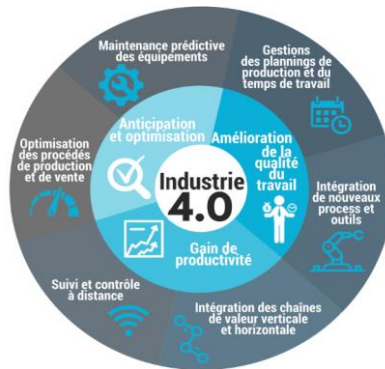 Maintenance prédictive
des équipements
Gestions
des plannings de
production et du
temps de travail
Optimisation
des procédés
de production
et de vente
Anticipation
et optimisation
Amélioration
de la
qualité
du
travail
Industrie
4.0
Intégration
de nouveaux
process et
outils
Gain de
productivité
Suivi et contrôle
à distance
Intégration des chaînes
de valeur verticale
et horizontale